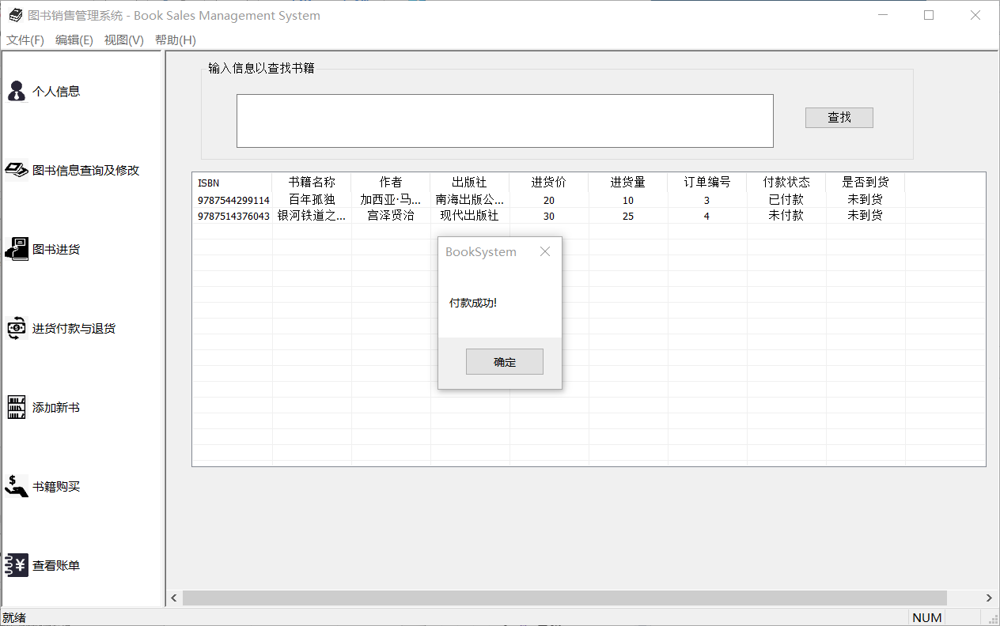 图书销售管理系统 - Book Sales Management System
文件(F) 编辑(E) 视图(V) 帮助(H)
个人信息
图书信息查询及修改
图书进货
进货付款与退货
添加新书
书籍购买
查看账单
输入信息以查找书籍
查找
ISBN 书籍名称 作者 出版社 进货价 进货量 订单编号 付款状态 是否到货
9787544299114 百年孤独 加西亚·马... 南海出版公... 20 10 3 已付款 未到货
9787514376043 银河铁道之... 宫泽贤治 现代出版社 30 25 4 未付款 未到货
BookSystem
付款成功!
确定
就绪 NUM